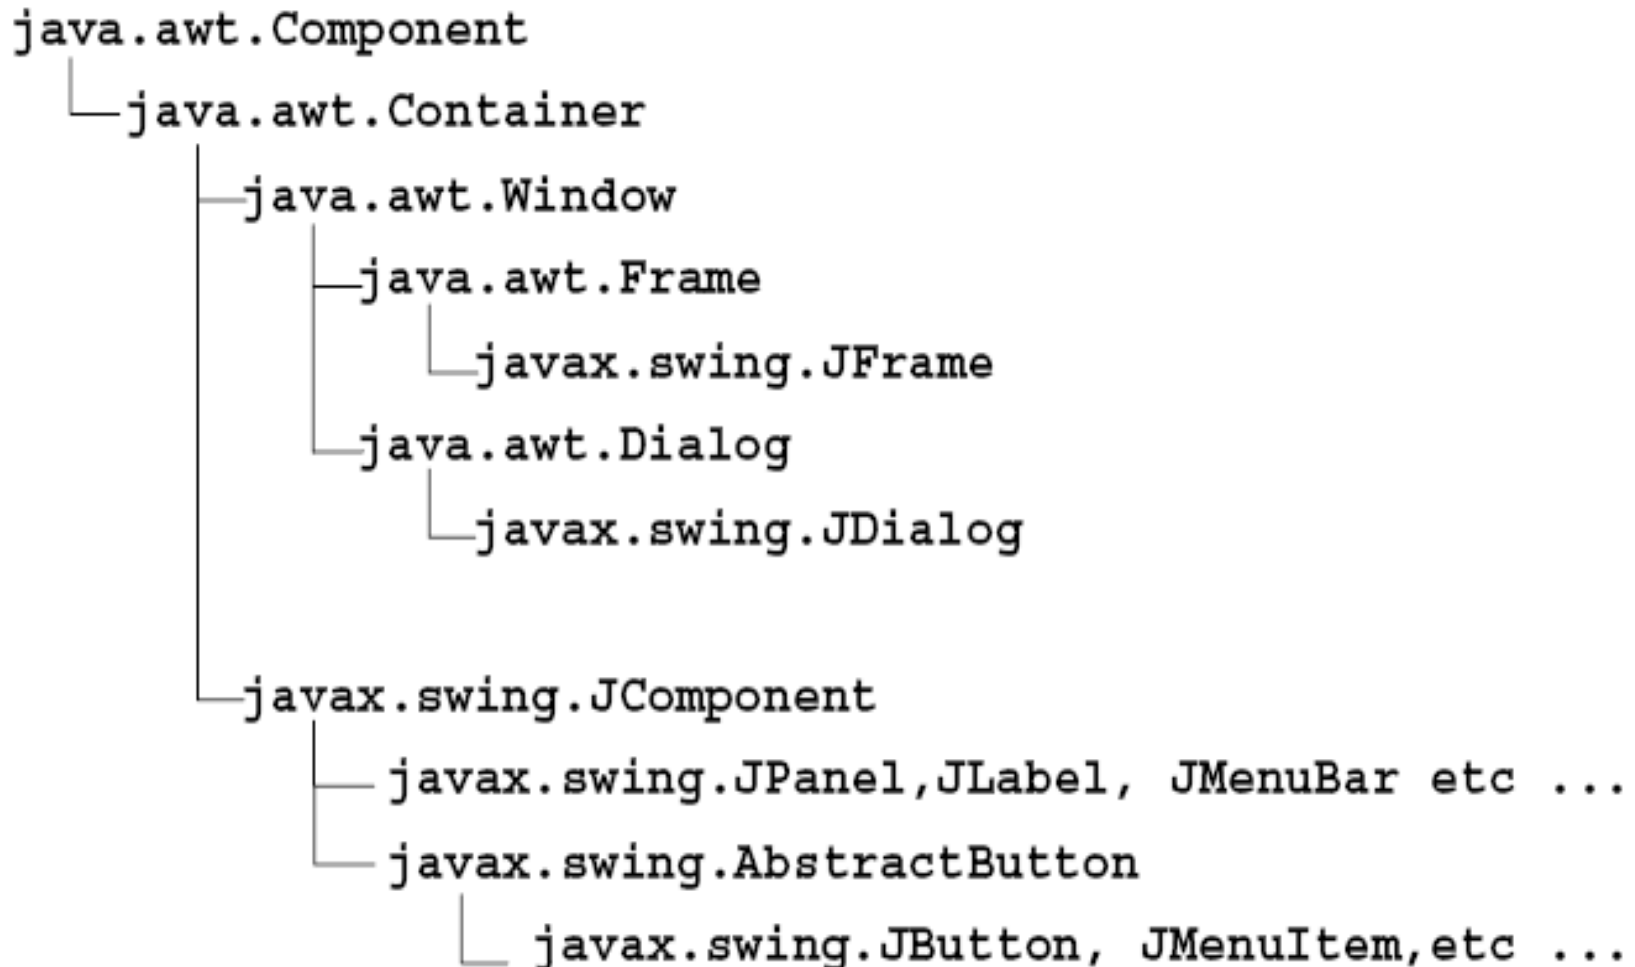 java.awt.Component
java.awt.Container
java.awt.Window
java.awt.Frame
javax.swing.JFrame
java.awt.Dialog
javax.swing.JDialog
javax.swing.JComponent
javax.swing.JPanel,JLabel, JMenuBar etc ...
javax.swing.AbstractButton
javax.swing.JButton, JMenuItem,etc ...